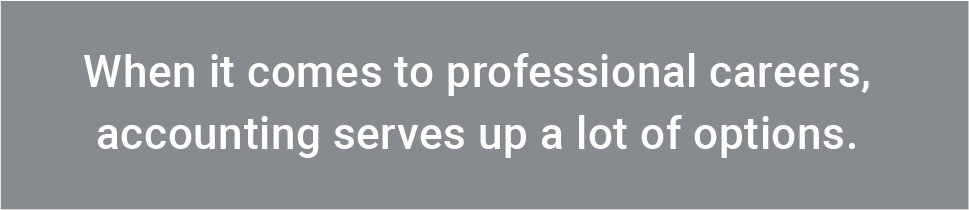 When it comes to professional careers,
accounting serves up a lot of options.